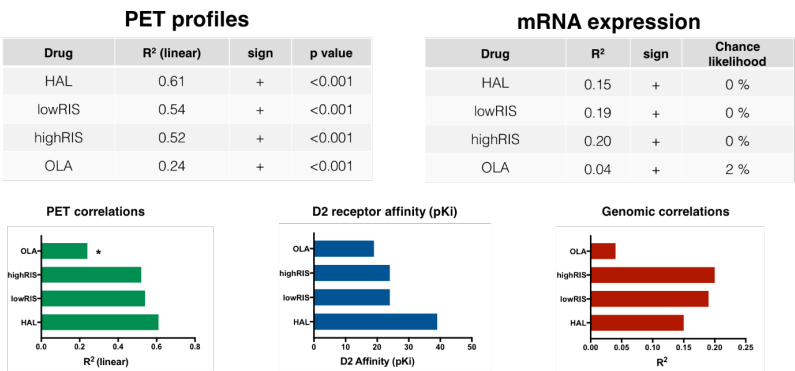 PET profiles
Drug R² (linear) sign p value
HAL 0.61 + <0.001
lowRIS 0.54 + <0.001
highRIS 0.52 + <0.001
OLA 0.24 + <0.001
mRNA expression
Drug R² sign Chance likelihood
HAL 0.15 + 0 %
lowRIS 0.19 + 0 %
highRIS 0.20 + 0 %
OLA 0.04 + 2 %
PET correlations
OLA *
highRIS
lowRIS
HAL
0.0 0.2 0.4 0.6 0.8
R² (linear)
D2 receptor affinity (pKi)
OLA
highRIS
lowRIS
HAL
0 10 20 30 40 50
D2 Affinity (pKi)
Genomic correlations
OLA
highRIS
lowRIS
HAL
0.00 0.05 0.10 0.15 0.20 0.25
R²